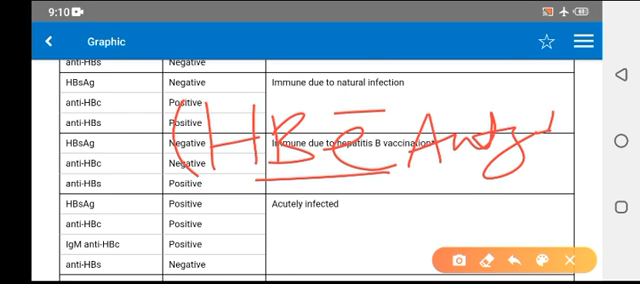 9:10
Graphic
anti-HBs Negative
HBsAg Negative Immune due to natural infection
anti-HBc Positive
anti-HBs Positive
(HBE
HBsAg Negative Immune due to hepatitis B vaccination
anti-HBc Negative
anti-HBs Positive
HBsAg Positive Acutely infected
anti-HBc Positive
IgM anti-HBc Positive
anti-HBs Negative